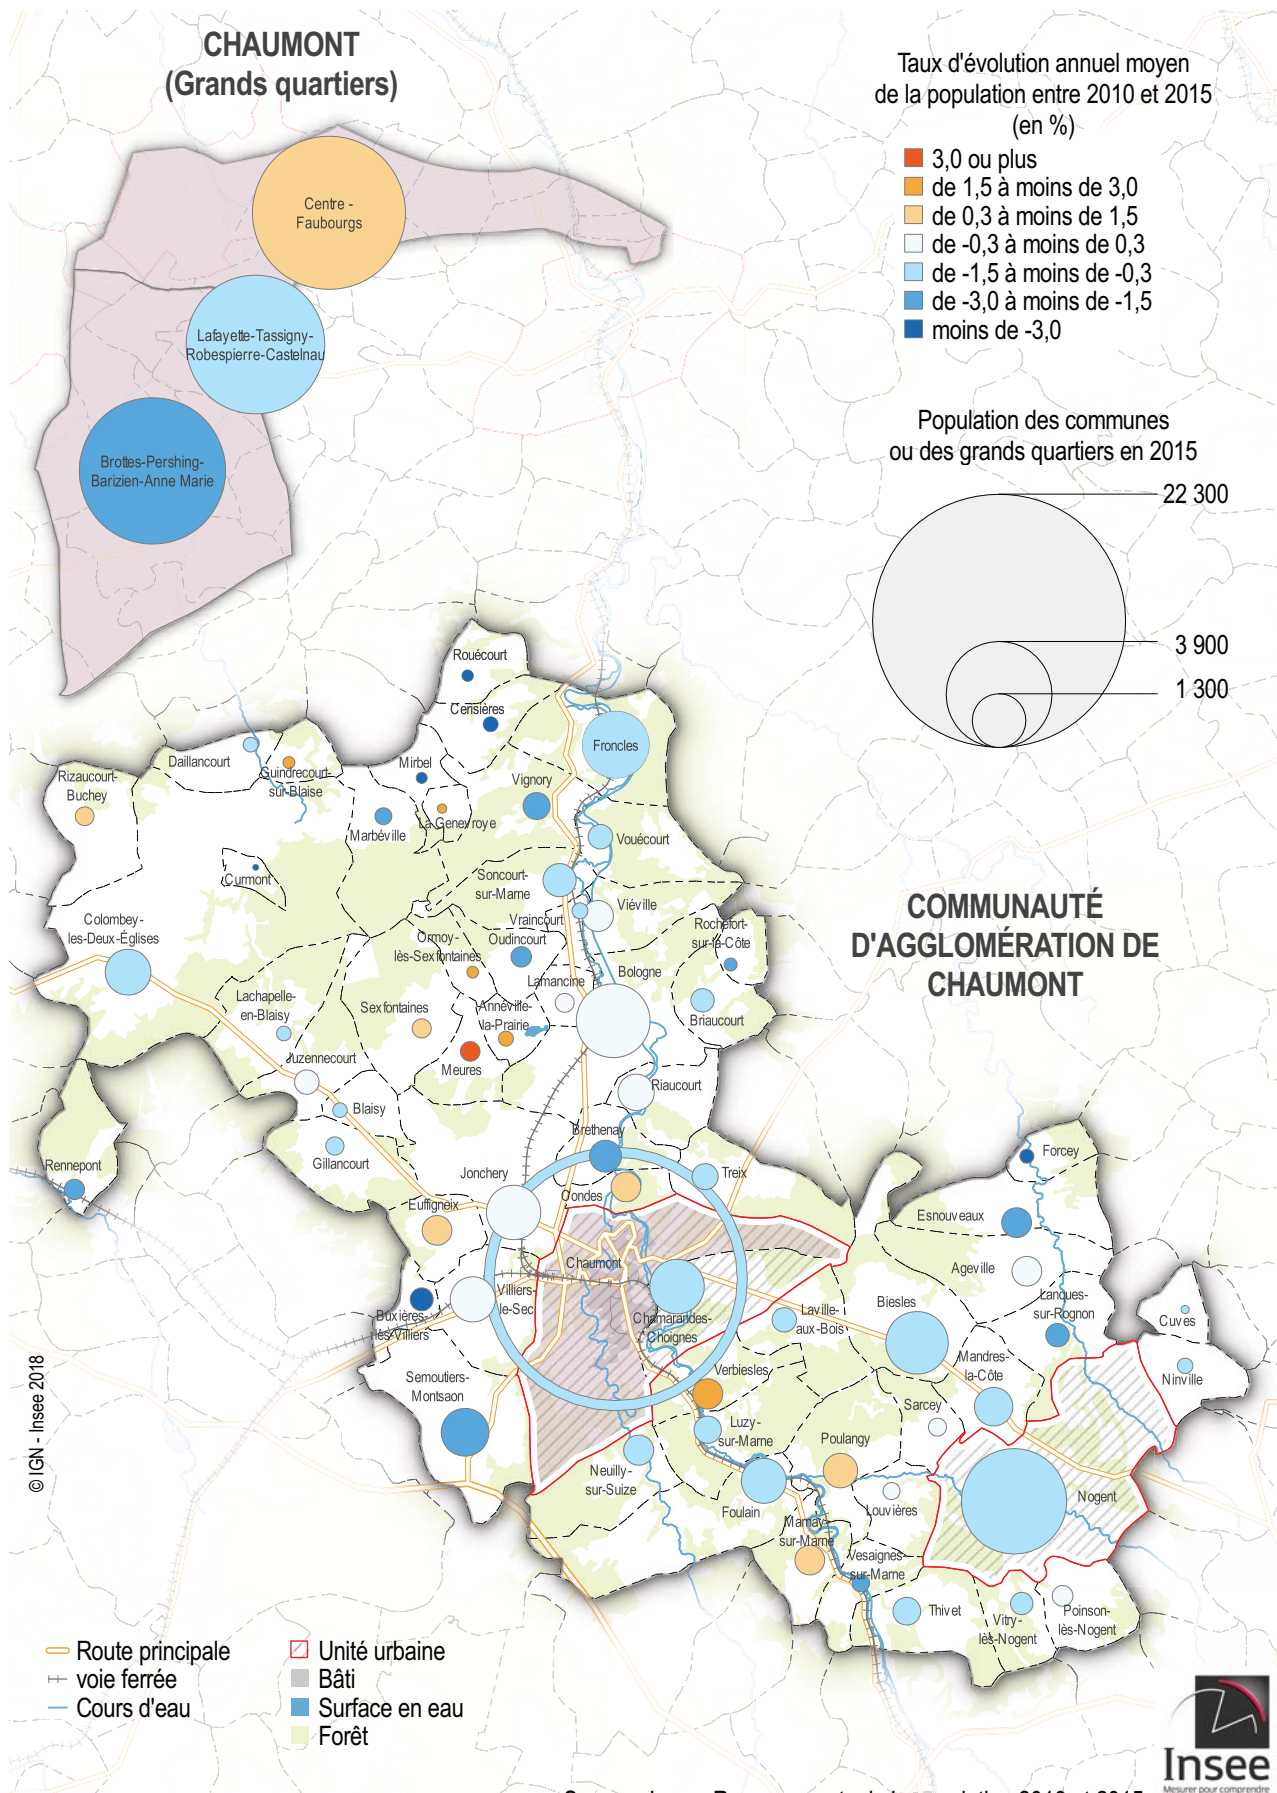 CHAUMONT
(Grands quartiers)
Centre -
Faubourgs
Lafayette-Tassigny-
Robespierre-Castelnau
Brottes-Pershing-
Barizien-Anne Marie
Taux d'évolution annuel moyen
de la population entre 2010 et 2015
(en %)
3,0 ou plus
de 1,5 à moins de 3,0
de 0,3 à moins de 1,5
de -0,3 à moins de 0,3
de -1,5 à moins de -0,3
de -3,0 à moins de -1,5
moins de -3,0
Population des communes
ou des grands quartiers en 2015
22 300
3 900
1 300
COMMUNAUTÉ
D'AGGLOMÉRATION DE
CHAUMONT
Rouécourt
Cerisières
Froncles
Daillancourt
Guindrecourt-
sur-Blaise
Mirbel
Vignory
Rizaucourt-
Buchey
La Genevroye
Marbéville
Vouécourt
Curmont
Soncourt-
sur-Marne
Viéville
Vraincourt
Colombey-
les-Deux-Églises
Ormoy-
lès-Sexfontaines
Oudincourt
Rochefort-
sur-la-Côte
Lamancine
Bologne
Lachapelle-
en-Blaisy
Sexfontaines
Annéville-
la-Prairie
Briaucourt
Juzennecourt
Meures
Riaucourt
Blaisy
Brethenay
Gillancourt
Jonchery
Treix
Rennepont
Condes
Euffigneix
Forcey
Esnouveaux
Chaumont
Ageville
Villiers-
le-Sec
Buxières-
lès-Villiers
Chamarandes-
Choignes
Laville-
aux-Bois
Biesles
Lanques-
sur-Rognon
Cuves
Mandres-
la-Côte
Ninville
Semoutiers-
Montsaon
Verbiesles
Sarcey
Luzy-
sur-Marne
Poulangy
Neuilly-
sur-Suize
Foulain
Louvières
Nogent
Marnay-
sur-Marne
Vesaignes-
sur-Marne
Thivet
Vitry-
lès-Nogent
Poinson-
lès-Nogent
© IGN - Insee 2018
Route principale
voie ferrée
Cours d'eau
Unité urbaine
Bâti
Surface en eau
Forêt
Insee
Mesurer pour comprendre